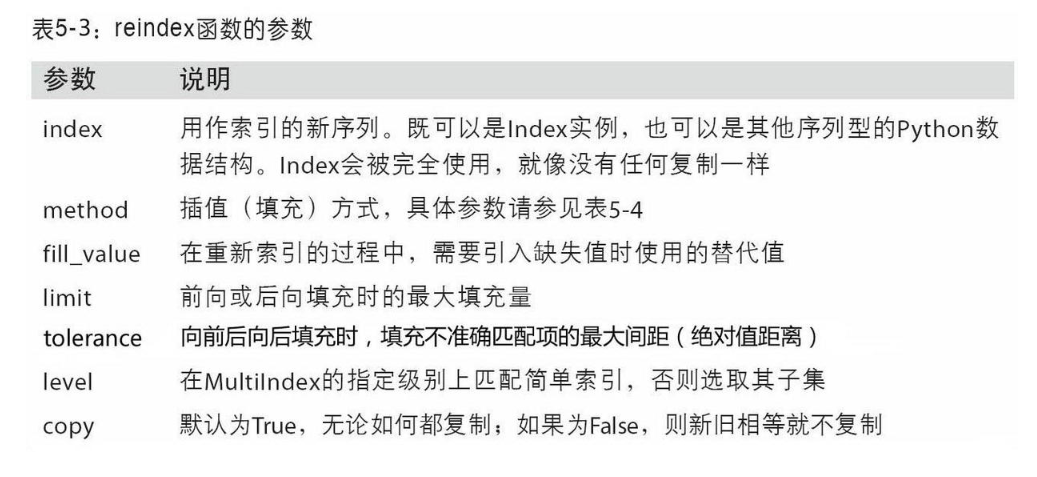 表5-3：reindex函数的参数
参数 说明
index 用作索引的新序列。既可以是Index实例，也可以是其他序列型的Python数
据结构。Index会被完全使用，就像没有任何复制一样
method 插值（填充）方式，具体参数请参见表5-4
fill_value 在重新索引的过程中，需要引入缺失值时使用的替代值
limit 前向或后向填充时的最大填充量
tolerance 向前后向后填充时，填充不准确匹配项的最大间距（绝对值距离）
level 在MultiIndex的指定级别上匹配简单索引，否则选取其子集
copy 默认为True，无论如何都复制；如果为False，则新旧相等就不复制